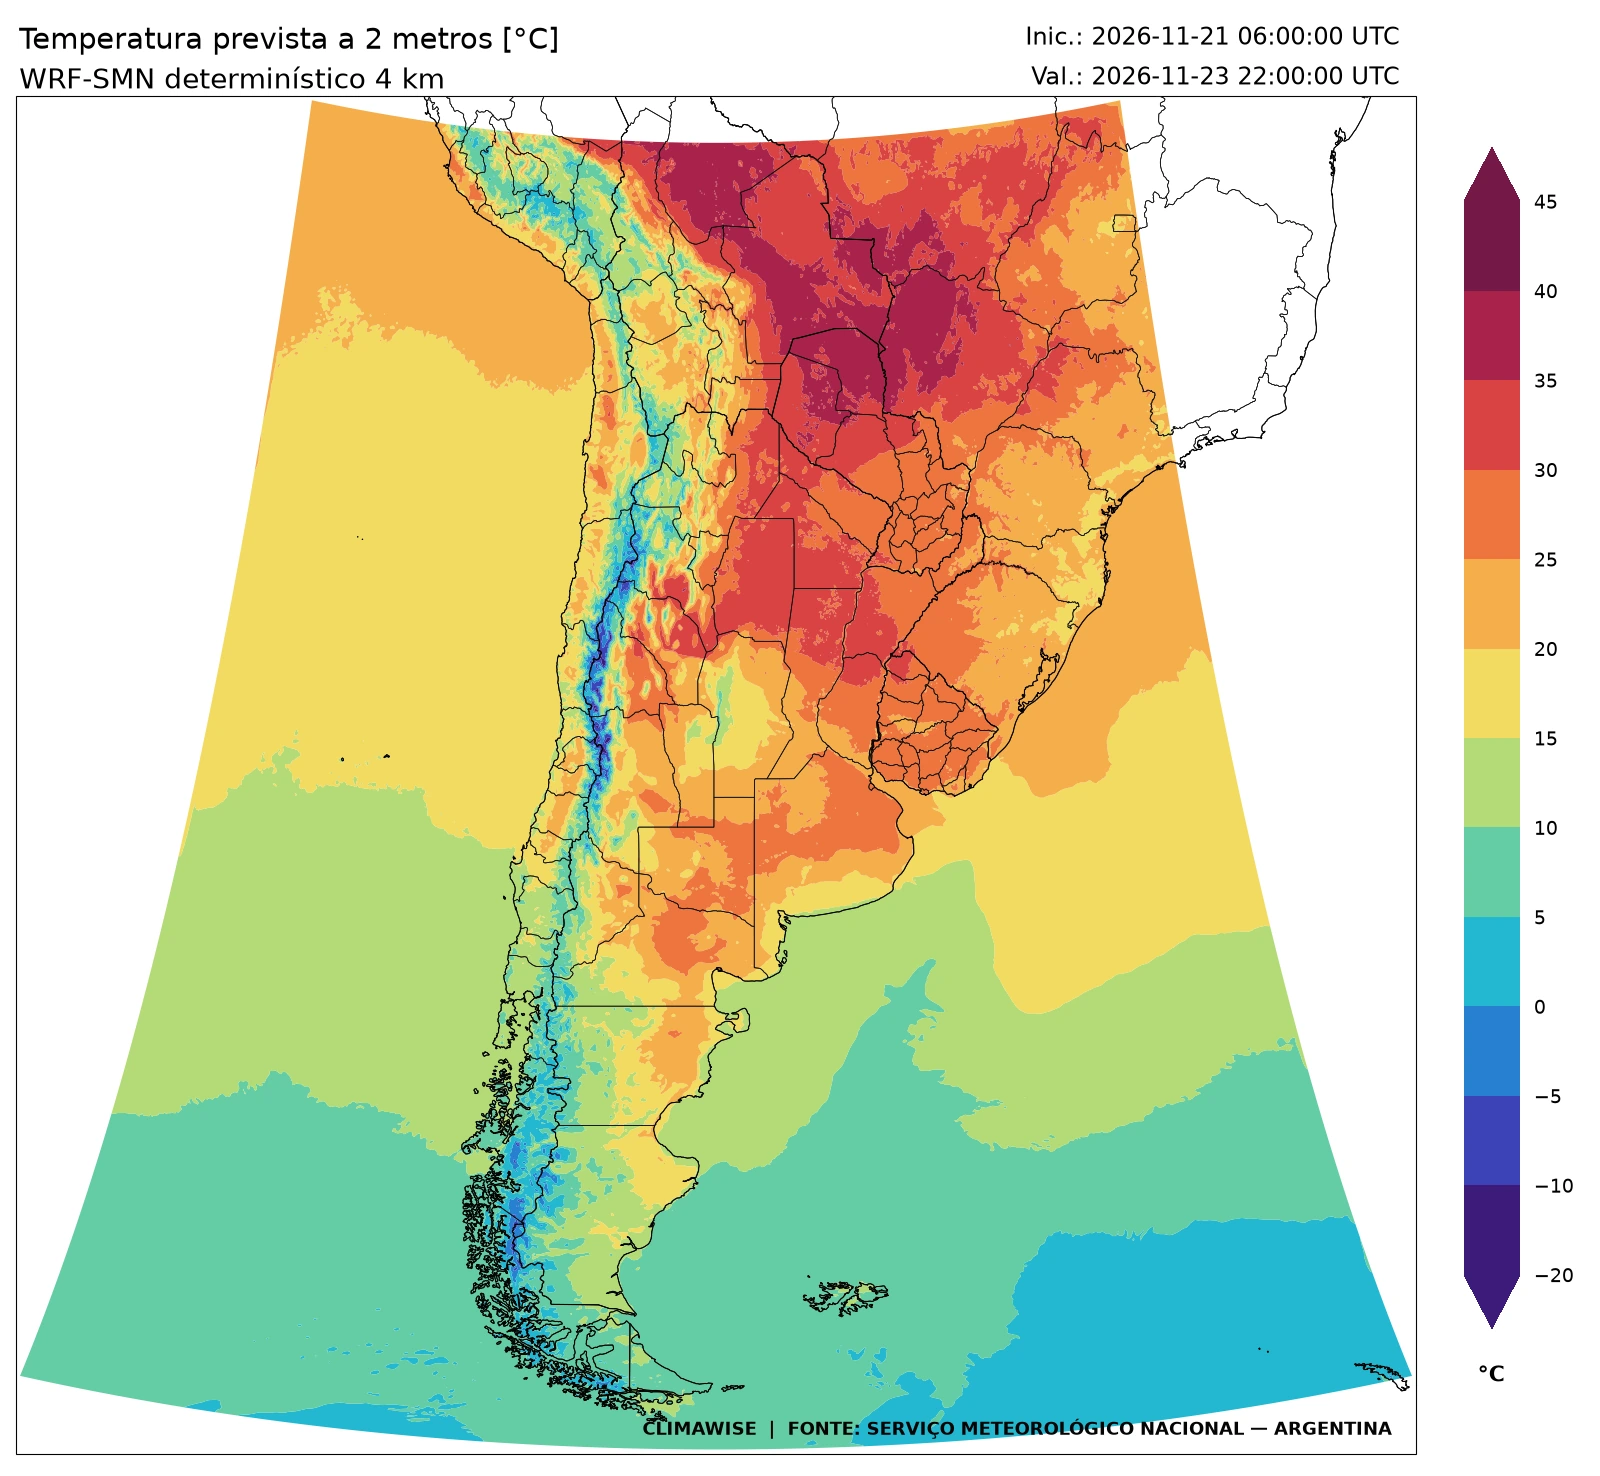 Temperatura prevista a 2 metros [°C]
WRF-SMN determinístico 4 km
Inic.: 2026-11-21 06:00:00 UTC
Val.: 2026-11-23 22:00:00 UTC
45
40
35
30
25
20
15
10
5
0
−5
−10
−20
°C
CLIMAWISE | FONTE: SERVIÇO METEOROLÓGICO NACIONAL — ARGENTINA